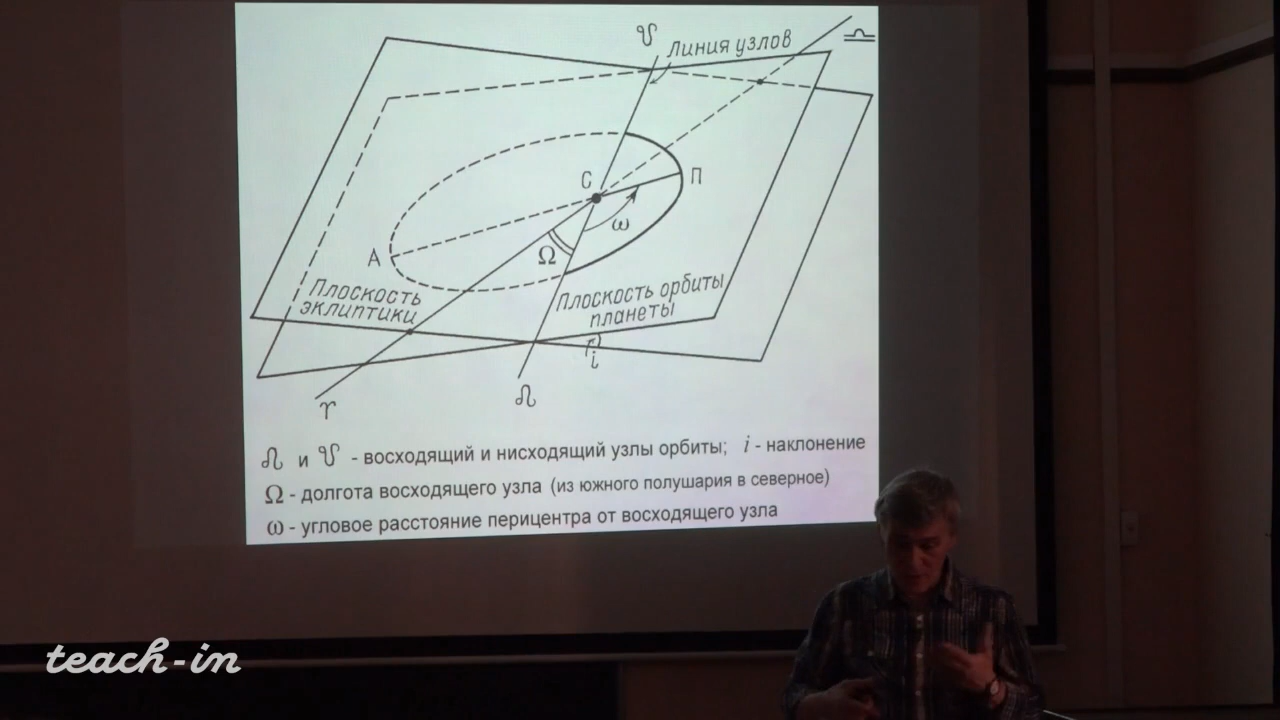 ☋ Линия узлов ♎
С
П
ω
Ω
А
Плоскость
эклиптики
Плоскость орбиты
планеты
i
♈
☊
☊ и ☋ - восходящий и нисходящий узлы орбиты; i - наклонение
Ω - долгота восходящего узла (из южного полушария в северное)
ω - угловое расстояние перицентра от восходящего узла
teach-in